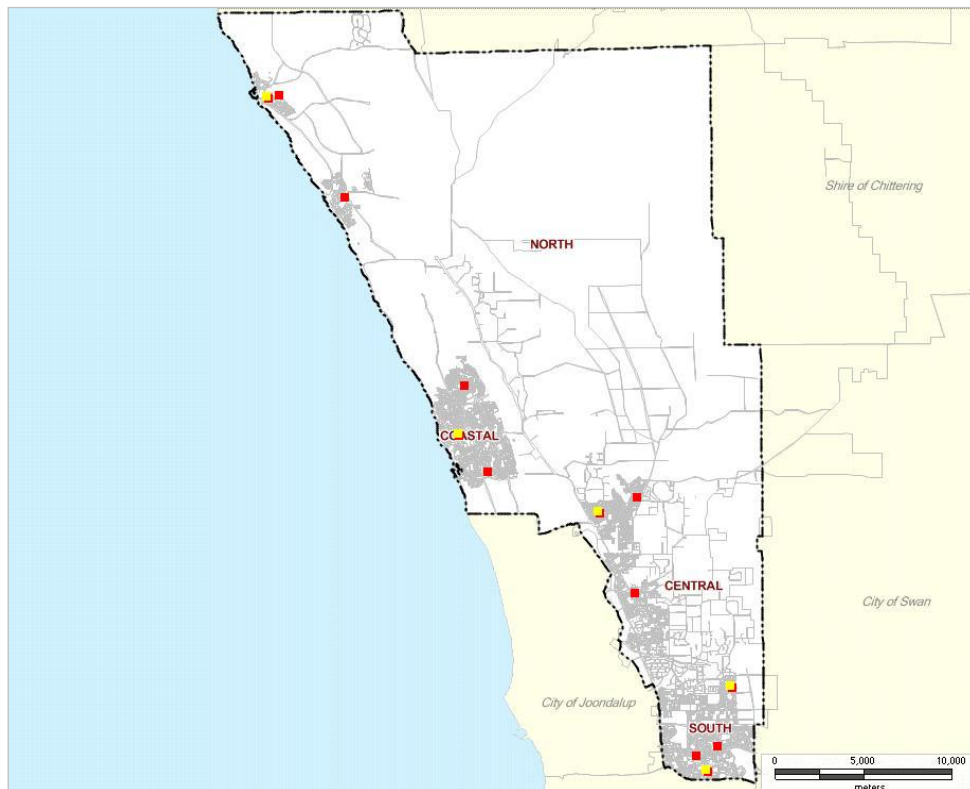 Shire of Chittering
NORTH
COASTAL
CENTRAL
City of Swan
City of Joondalup
SOUTH
0 5,000 10,000
meters